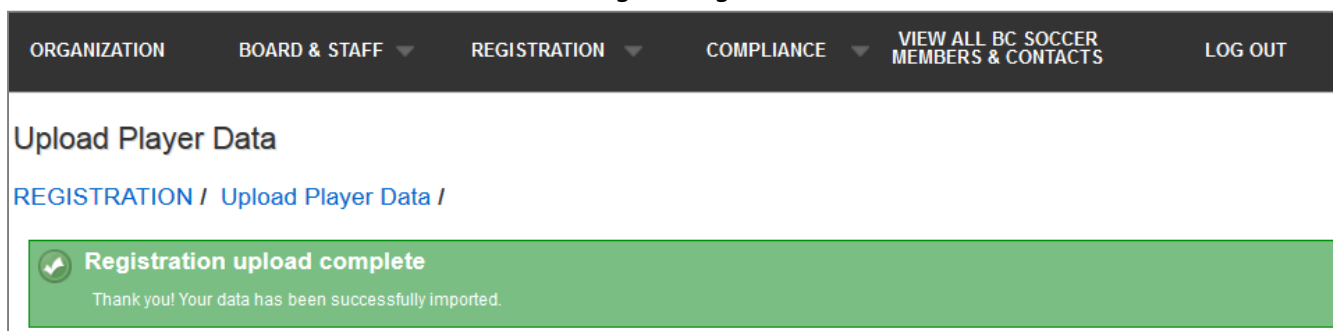 ORGANIZATION BOARD & STAFF REGISTRATION COMPLIANCE VIEW ALL BC SOCCER MEMBERS & CONTACTS LOG OUT
Upload Player Data
REGISTRATION / Upload Player Data /
Registration upload complete
Thank you! Your data has been successfully imported.